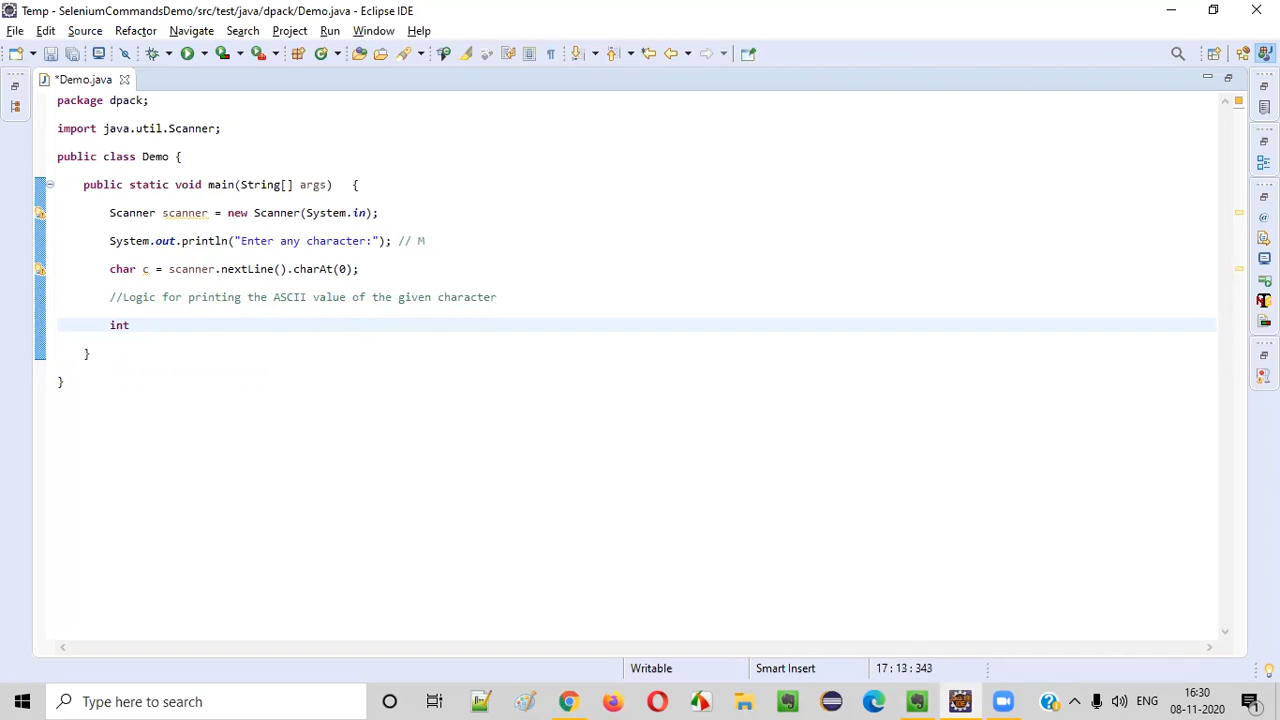 Temp - SeleniumCommandsDemo/src/test/java/dpack/Demo.java - Eclipse IDE
File Edit Source Refactor Navigate Search Project Run Window Help
*Demo.java
package dpack;
import java.util.Scanner;
public class Demo {
public static void main(String[] args) {
Scanner scanner = new Scanner(System.in);
System.out.println("Enter any character:"); // M
char c = scanner.nextLine().charAt(0);
//Logic for printing the ASCII value of the given character
int
}
}
Writable Smart Insert 17 : 13 : 343
Type here to search
ENG
16:30
08-11-2020